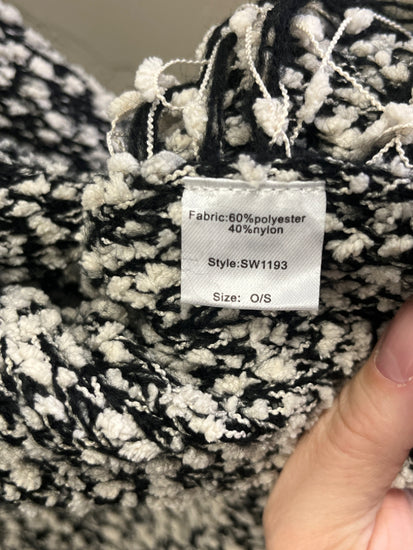 Fabric:60%polyester
40%nylon
Style:SW1193
Size: O/S